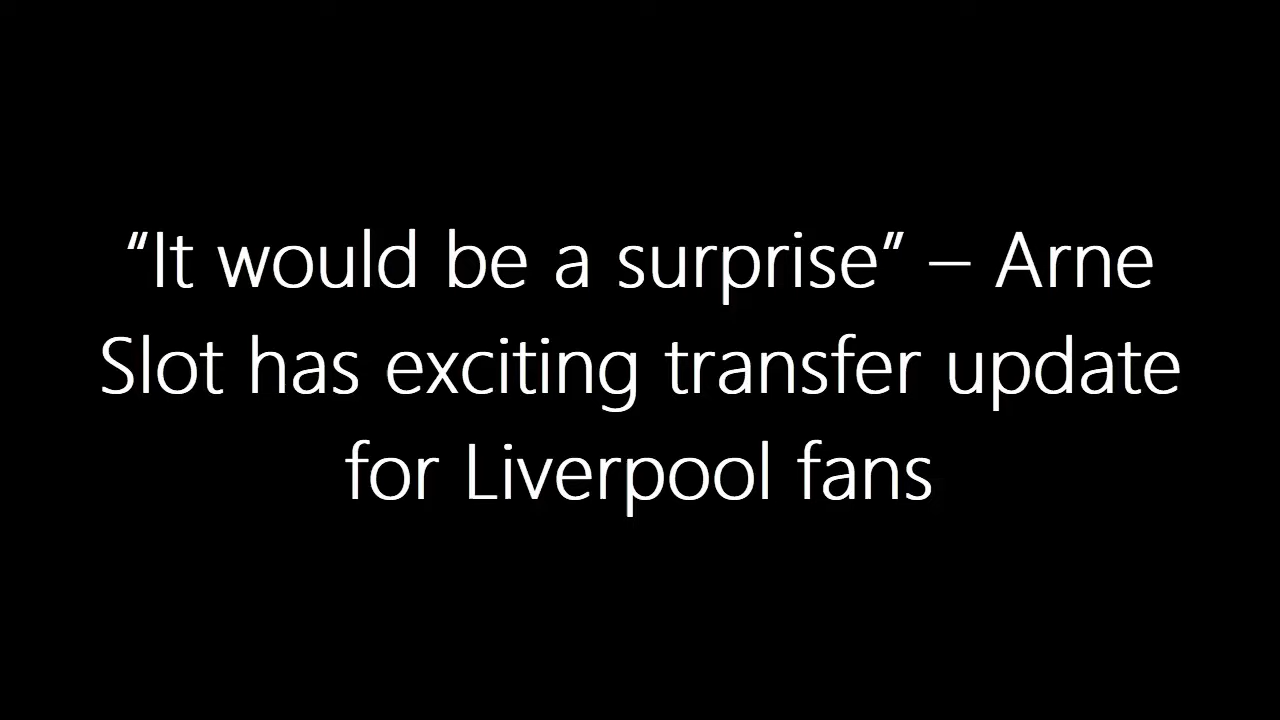 “It would be a surprise” – Arne
Slot has exciting transfer update
for Liverpool fans